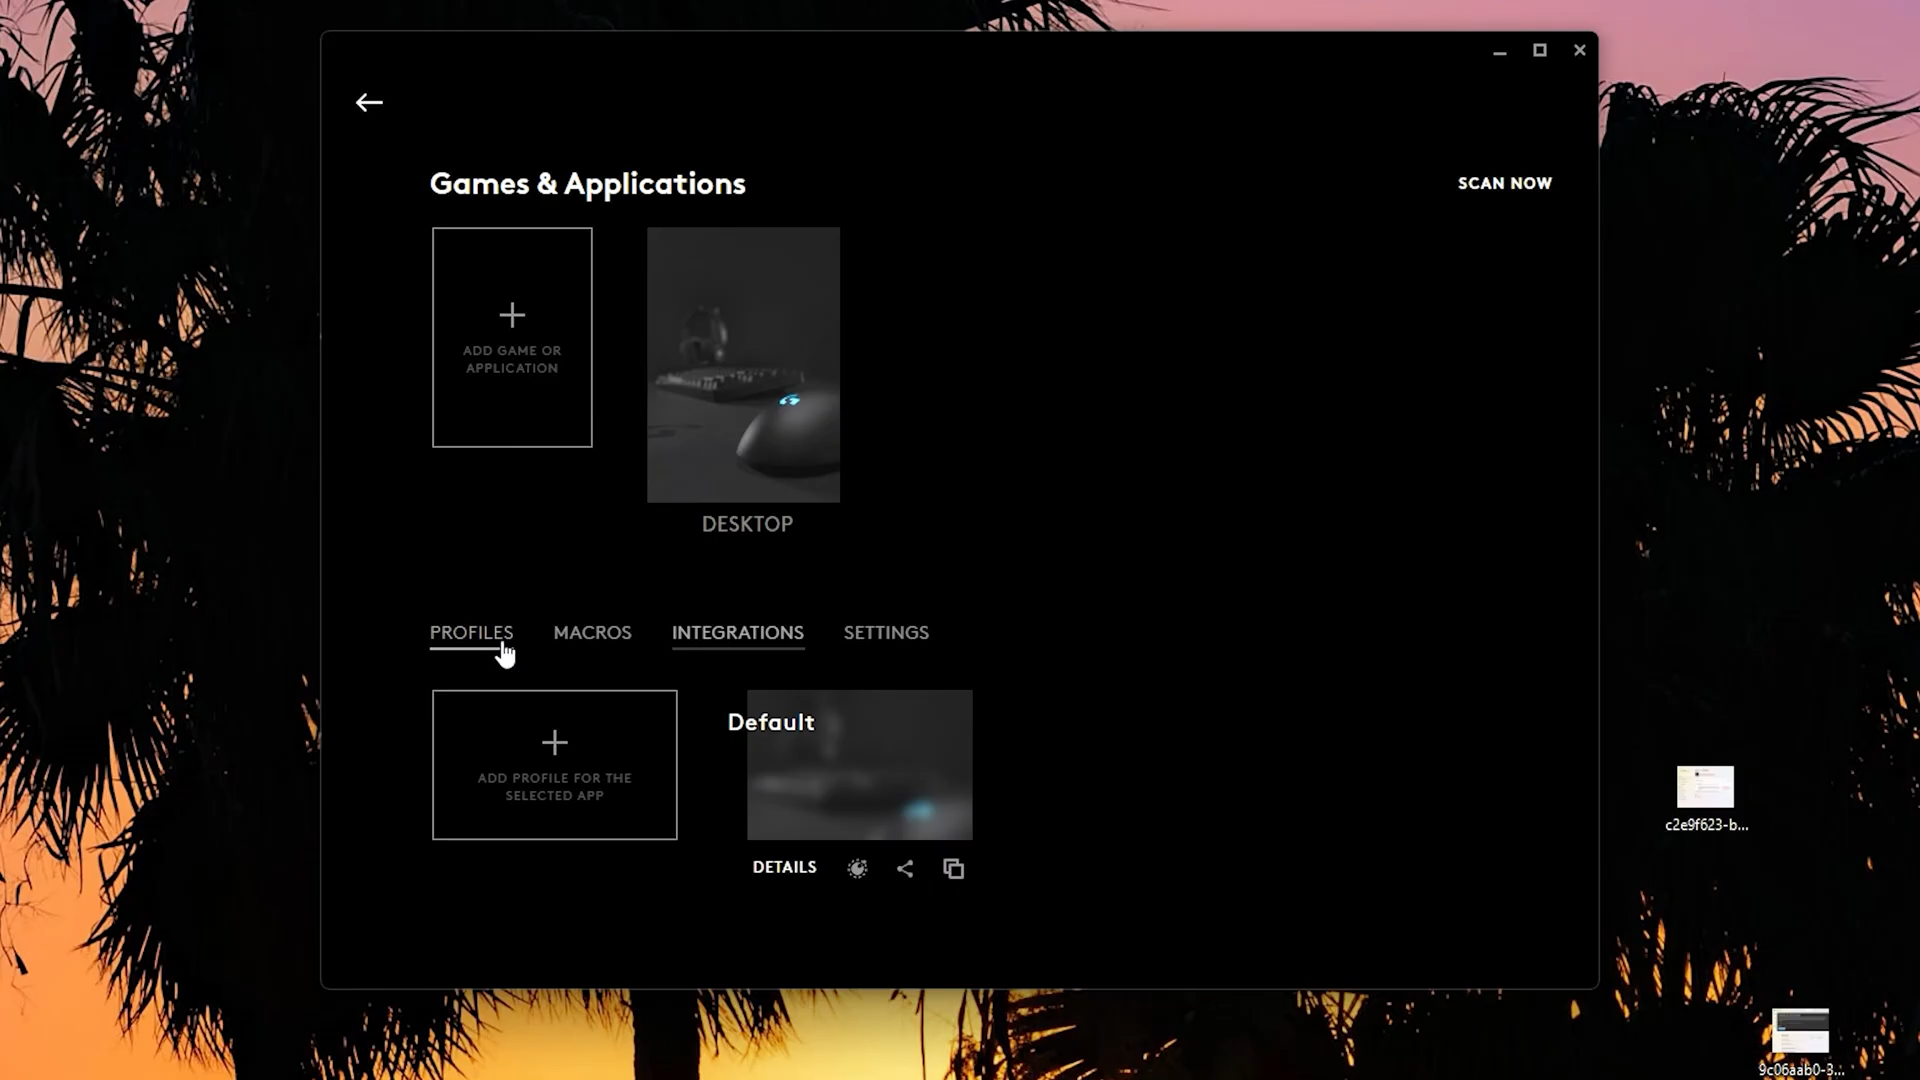 Games & Applications
SCAN NOW
ADD GAME OR
APPLICATION
DESKTOP
PROFILES
MACROS
INTEGRATIONS
SETTINGS
Default
ADD PROFILE FOR THE
SELECTED APP
DETAILS
c2e9f623-b...
9c06aab0-3...